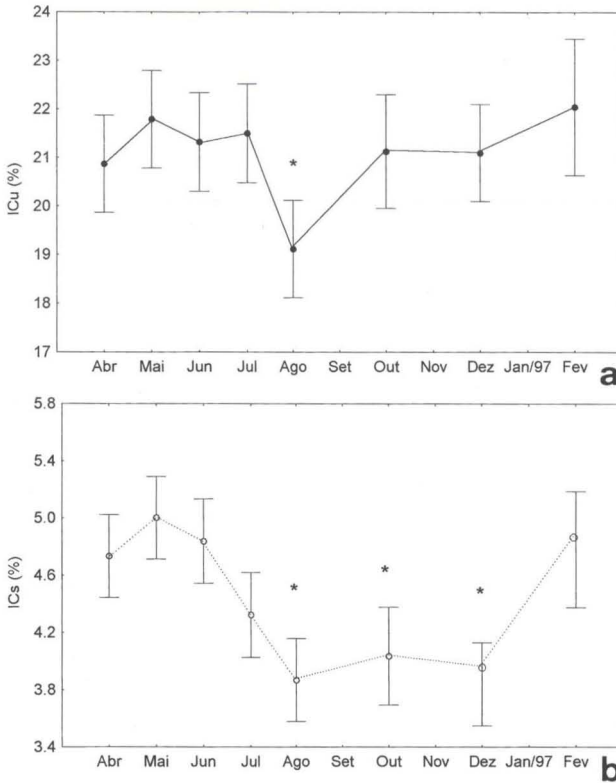 24
23
22
21
20
19
18
17
ICu (%)
*
Abr Mai Jun Jul Ago Set Out Nov Dez Jan/97 Fev
a
5.8
5.4
5.0
4.6
4.2
3.8
3.4
ICs (%)
* * *
Abr Mai Jun Jul Ago Set Out Nov Dez Jan/97 Fev
b